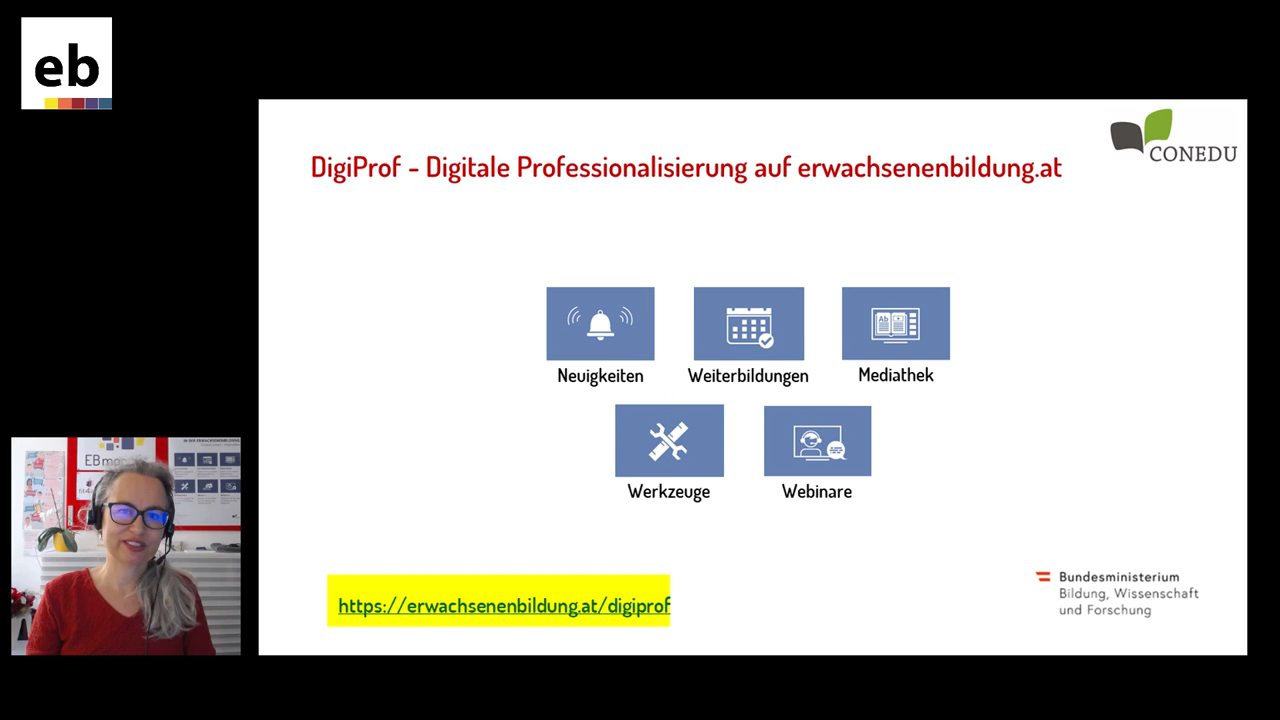 eb
CONEDU
DigiProf - Digitale Professionalisierung auf erwachsenenbildung.at
Neuigkeiten
Weiterbildungen
Mediathek
Werkzeuge
Webinare
https://erwachsenenbildung.at/digiprof
Bundesministerium
Bildung, Wissenschaft
und Forschung